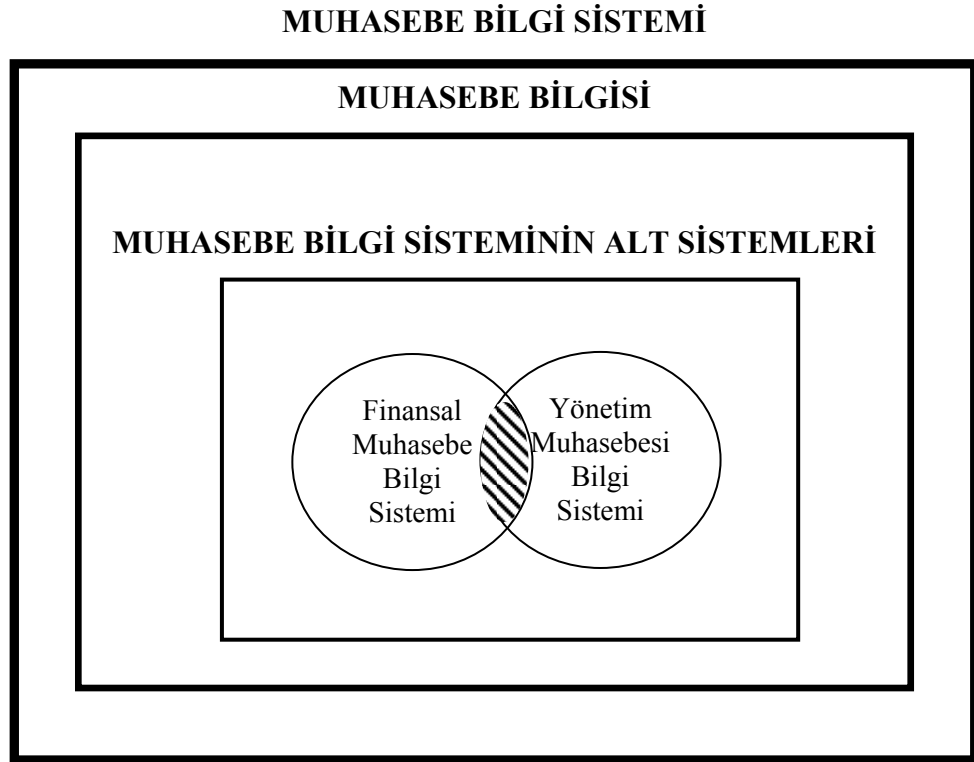 MUHASEBE BİLGİ SİSTEMİ
MUHASEBE BİLGİSİ
MUHASEBE BİLGİ SİSTEMİNİN ALT SİSTEMLERİ
Finansal
Muhasebe
Bilgi
Sistemi
Yönetim
Muhasebesi
Bilgi
Sistemi